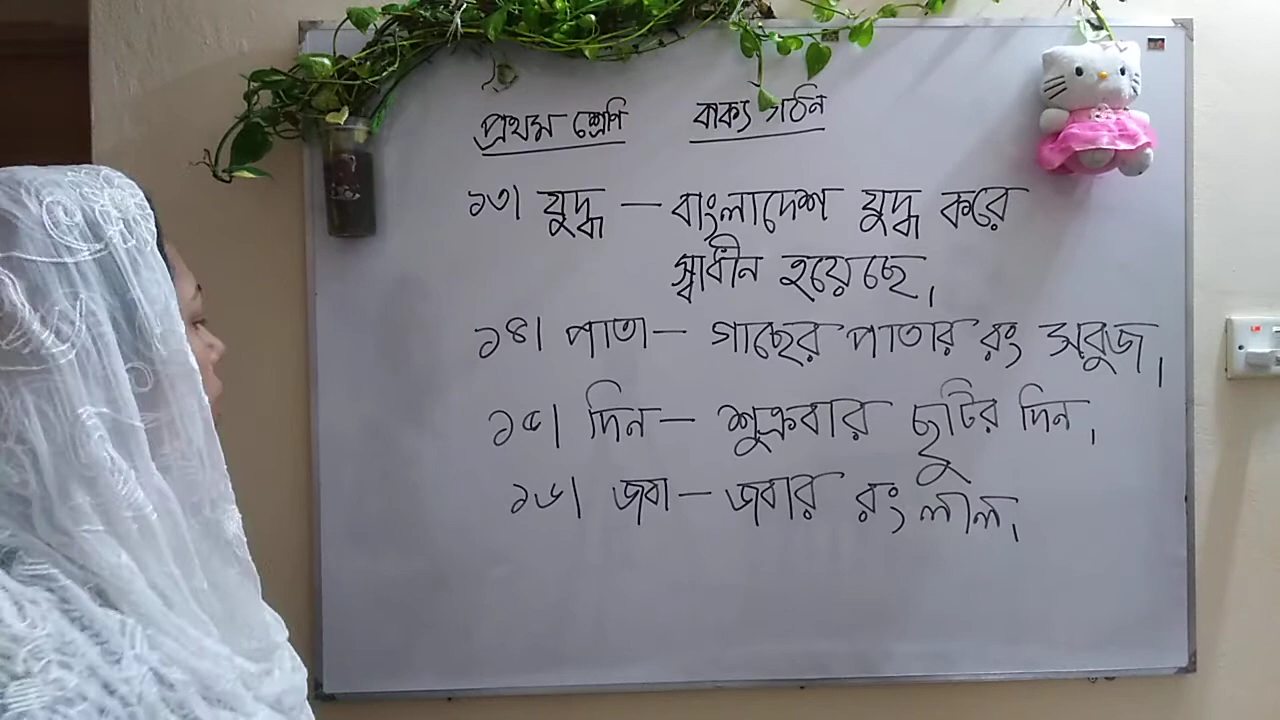 প্রথম শ্রেণি বাক্য গঠন
১৩। যুদ্ধ — বাংলাদেশ যুদ্ধ করে
স্বাধীন হয়েছে।
১৪। পাতা — গাছের পাতার রং সবুজ।
১৫। দিন — শুক্রবার ছুটির দিন।
১৬। জবা — জবার রং লাল।